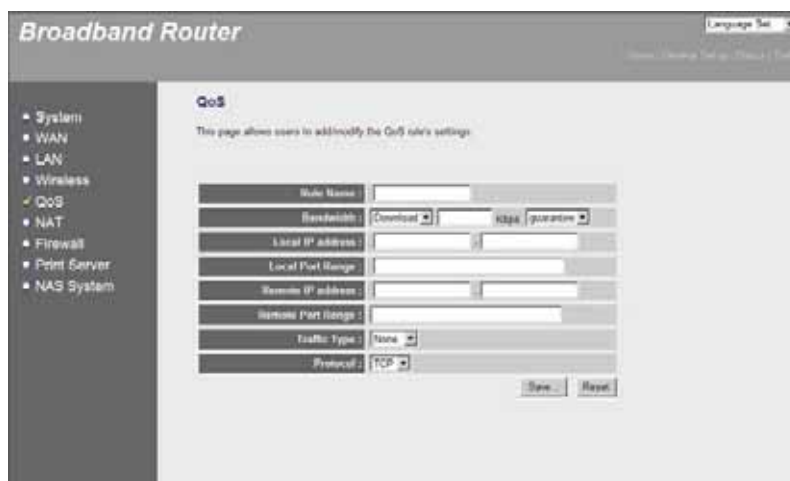 Broadband Router
Language Set.
QoS
This page allows users to add/modify the QoS rule's settings.
System
WAN
LAN
Wireless
QoS
NAT
Firewall
Print Server
NAS System
Rule Name :
Bandwidth : Download Kbps guarantee
Local IP address : -
Local Port Range :
Remote IP address : -
Remote Port Range :
Traffic Type : None
Protocol : TCP
Save... Reset